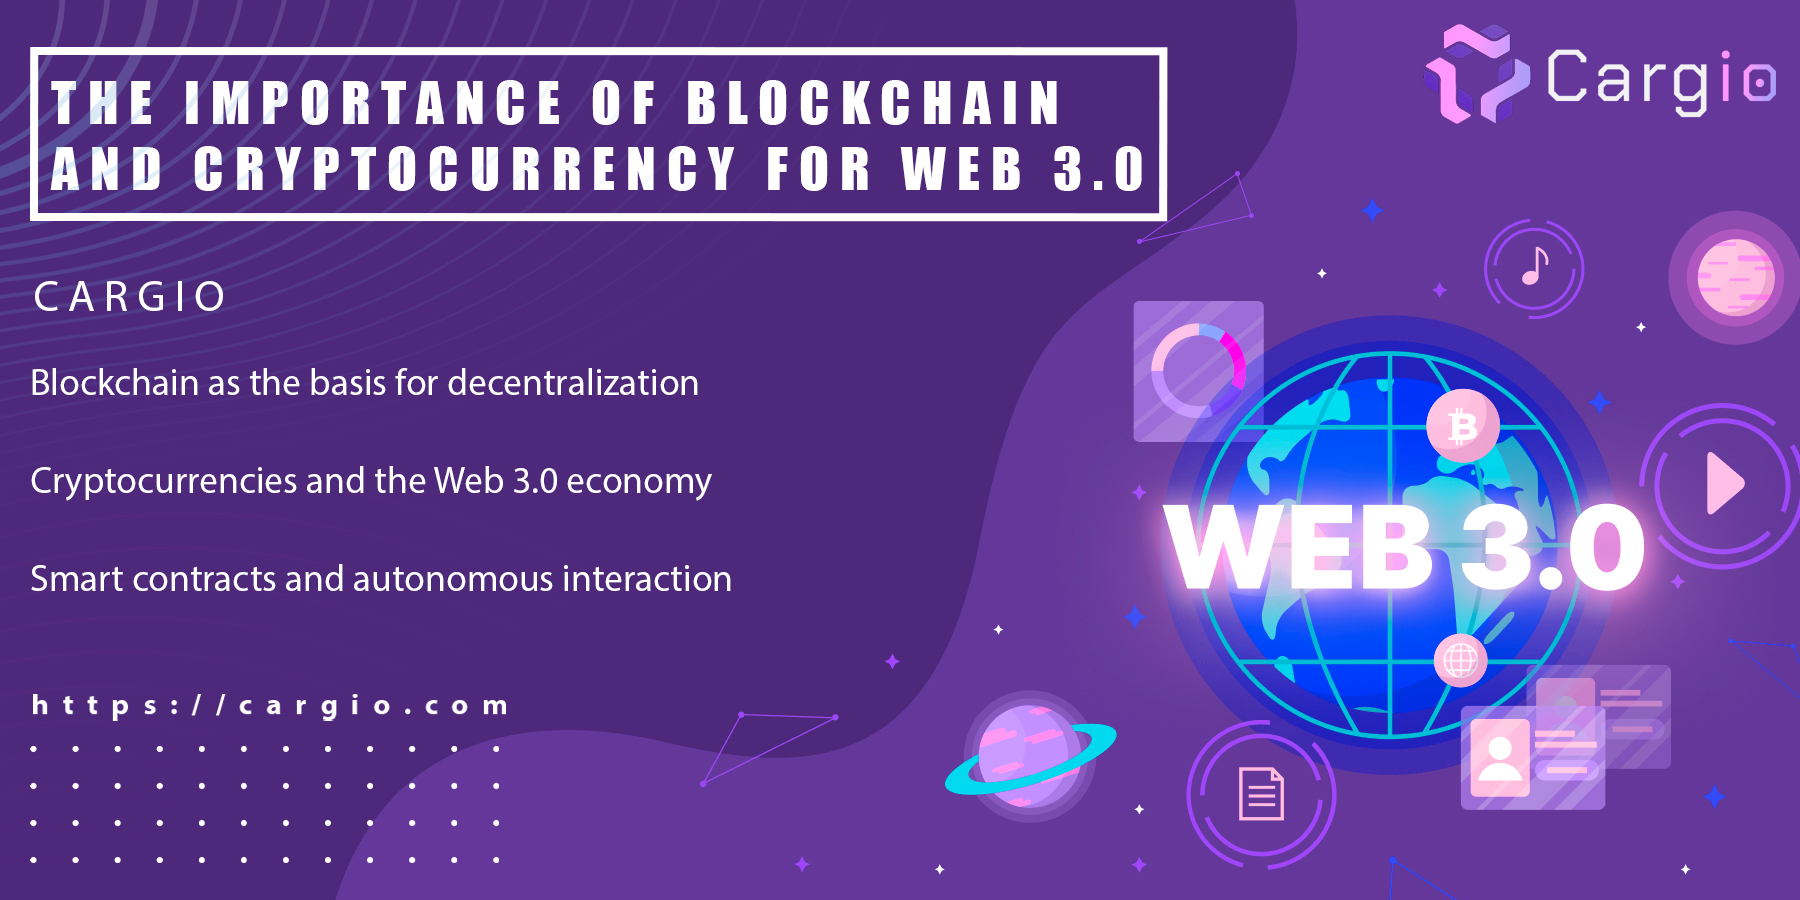 THE IMPORTANCE OF BLOCKCHAIN
AND CRYPTOCURRENCY FOR WEB 3.0
Cargio
CARGIO
Blockchain as the basis for decentralization
Cryptocurrencies and the Web 3.0 economy
Smart contracts and autonomous interaction
https://cargio.com
WEB 3.0